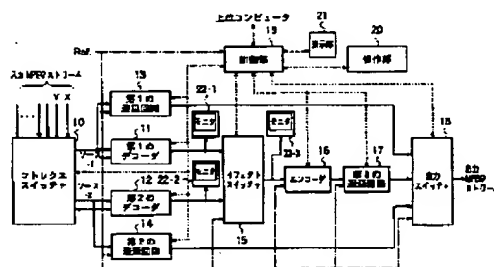 上位コンピュータ
21
表示部
19
制御部
20
操作部
Ref.
入力MPEGストリーム
Y X
13
第1の
遅延回路
22-1
モニタ
モニタ
22-3
18
10
11
第1の
デコーダ
マトリクス
スイッチャ
ソース
-1
モニタ
22-2
エフェクト
スイッチャ
15
16
エンコーダ
17
第3の
遅延回路
出力
スイッチャ
出力
MPEG
ストリーム
ソース
-2
12
第2の
デコーダ
14
第2の
遅延回路